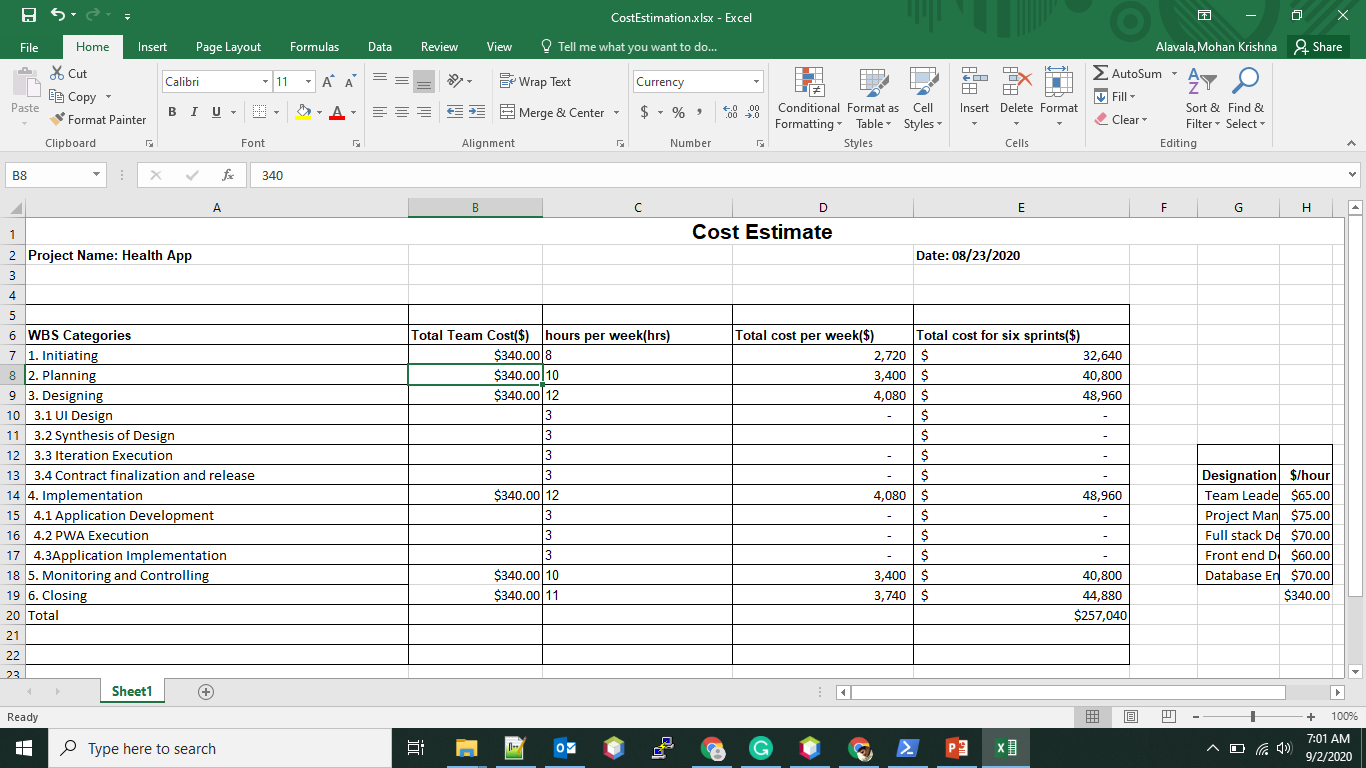 CostEstimation.xlsx - Excel
File Home Insert Page Layout Formulas Data Review View Tell me what you want to do... Alavala,Mohan Krishna Share
Paste
Cut
Copy
Format Painter
Clipboard
Calibri 11
B I U
Font
Wrap Text
Merge & Center
Alignment
Currency
$ % ,
Number
Conditional Formatting
Format as Table
Cell Styles
Styles
Insert Delete Format
Cells
AutoSum
Fill
Clear
Sort & Filter
Find & Select
Editing
B8 fx 340
A B C D E F G H
1 Cost Estimate
2 Project Name: Health App Date: 08/23/2020
3
4
5
6 WBS Categories Total Team Cost($) hours per week(hrs) Total cost per week($) Total cost for six sprints($)
7 1. Initiating $340.00 8 2,720 $ 32,640
8 2. Planning $340.00 10 3,400 $ 40,800
9 3. Designing $340.00 12 4,080 $ 48,960
10 3.1 UI Design 3 - $ -
11 3.2 Synthesis of Design 3 $ -
12 3.3 Iteration Execution 3 - $ -
13 3.4 Contract finalization and release 3 - $ - Designation $/hour
14 4. Implementation $340.00 12 4,080 $ 48,960 Team Leade $65.00
15 4.1 Application Development 3 - $ - Project Man $75.00
16 4.2 PWA Execution 3 - $ - Full stack De $70.00
17 4.3Application Implementation 3 - $ - Front end D $60.00
18 5. Monitoring and Controlling $340.00 10 3,400 $ 40,800 Database En $70.00
19 6. Closing $340.00 11 3,740 $ 44,880 $340.00
20 Total $257,040
21
22
23
Sheet1
Ready 100%
Type here to search
7:01 AM
9/2/2020